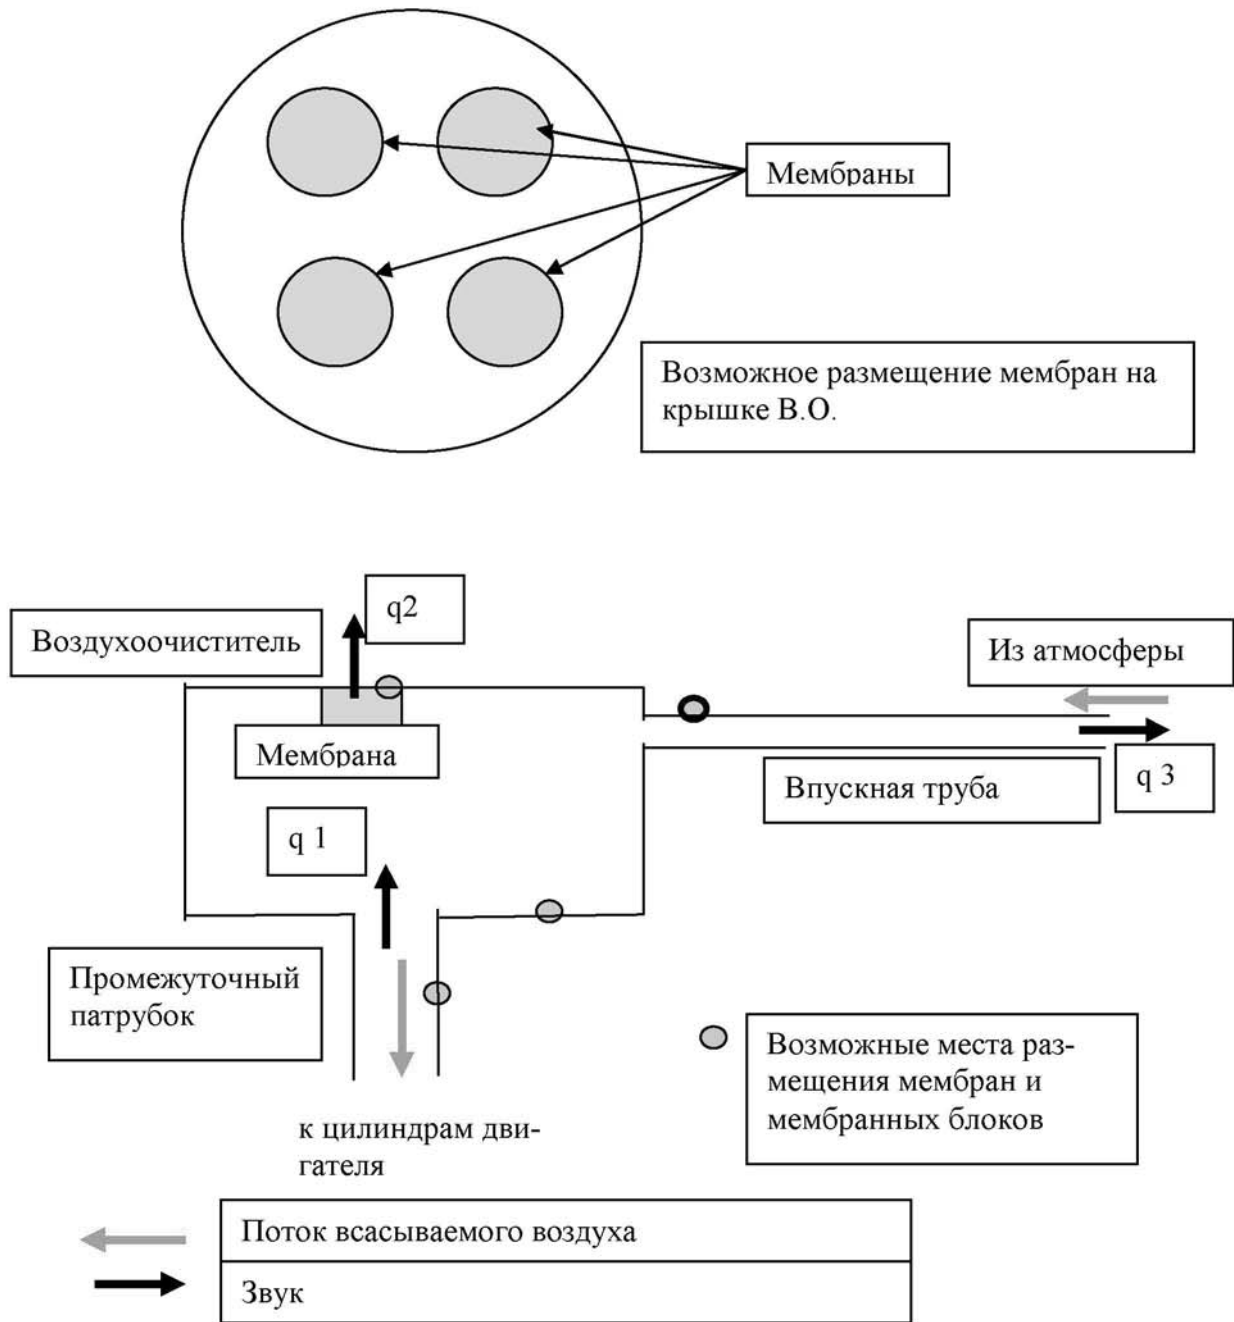 Мембраны
Возможное размещение мембран на
крышке В.О.
q2
Воздухоочиститель
Из атмосферы
Мембрана
q 3
Впускная труба
q 1
Промежуточный
патрубок
Возможные места раз-
мещения мембран и
мембранных блоков
к цилиндрам дви-
гателя
Поток всасываемого воздуха
Звук